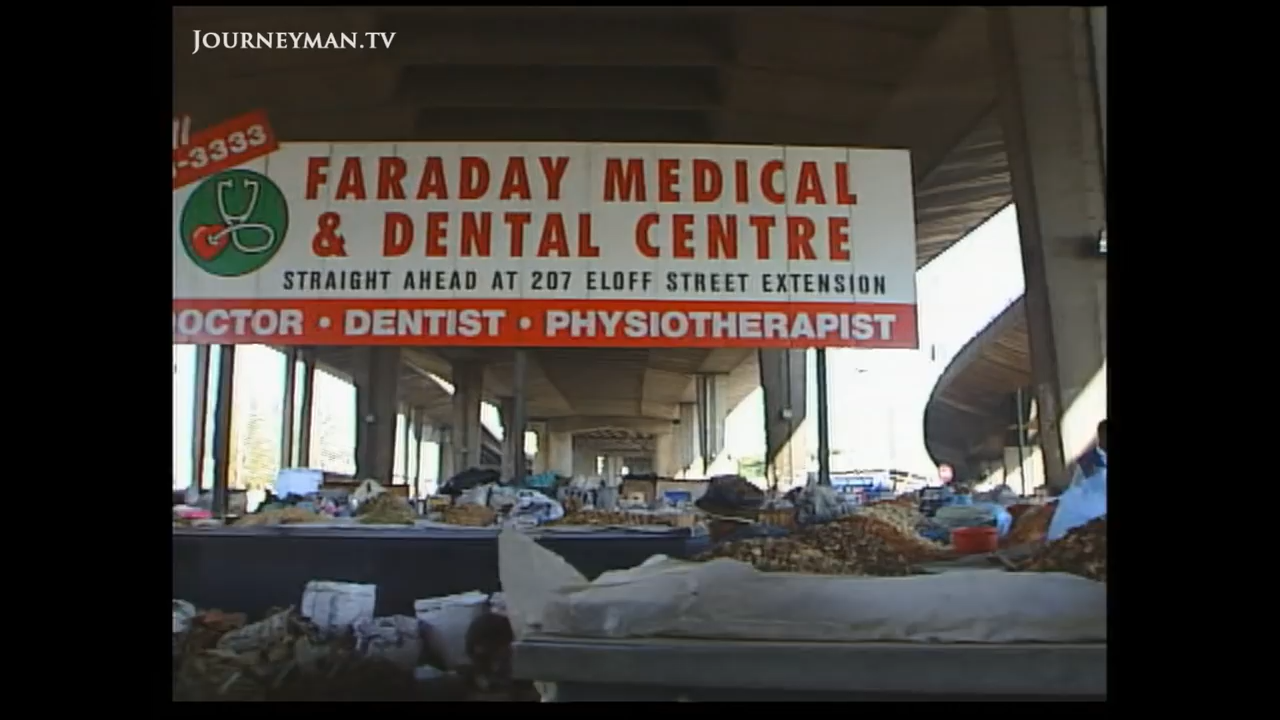 JOURNEYMAN.TV
-3333
FARADAY MEDICAL
& DENTAL CENTRE
STRAIGHT AHEAD AT 207 ELOFF STREET EXTENSION
OCTOR • DENTIST • PHYSIOTHERAPIST